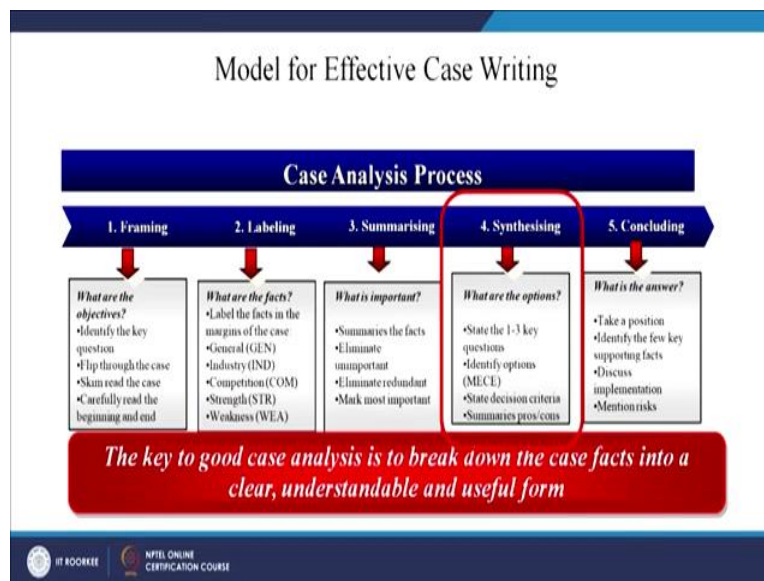 Model for Effective Case Writing
Case Analysis Process
1. Framing
2. Labeling
3. Summarising
4. Synthesising
5. Concluding
What are the
objectives?
•Identify the key
question
•Flip through the case
•Skim read the case
•Carefully read the
beginning and end
What are the facts?
•Label the facts in the
margins of the case
•General (GEN)
•Industry (IND)
•Competition (COM)
•Strength (STR)
•Weakness (WEA)
What is important?
•Summaries the facts
•Eliminate
unimportant
•Eliminate redundant
•Mark most important
What are the options?
•State the 1-3 key
questions
•Identify options
(MECE)
•State decision criteria
•Summaries pros/cons
What is the answer?
•Take a position
•Identify the few key
supporting facts
•Discuss
implementation
•Mention risks
The key to good case analysis is to break down the case facts into a
clear, understandable and useful form
IIT ROORKEE
NPTEL ONLINE
CERTIFICATION COURSE